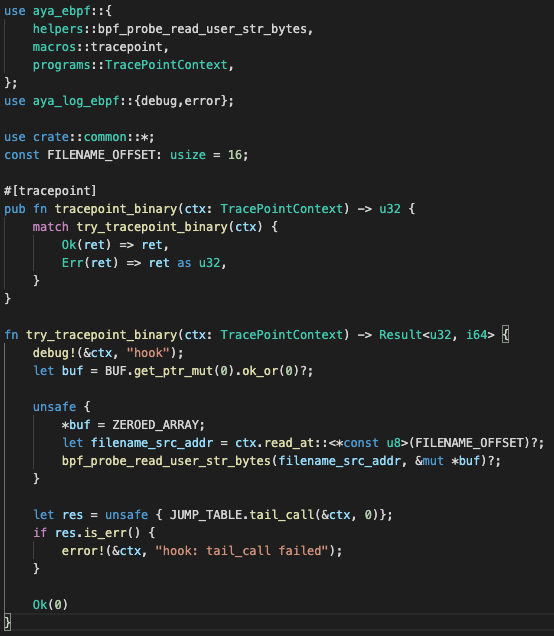 use aya_ebpf::{
    helpers::bpf_probe_read_user_str_bytes,
    macros::tracepoint,
    programs::TracePointContext,
};
use aya_log_ebpf::{debug,error};

use crate::common::*;
const FILENAME_OFFSET: usize = 16;

#[tracepoint]
pub fn tracepoint_binary(ctx: TracePointContext) -> u32 {
    match try_tracepoint_binary(ctx) {
        Ok(ret) => ret,
        Err(ret) => ret as u32,
    }
}

fn try_tracepoint_binary(ctx: TracePointContext) -> Result<u32, i64> {
    debug!(&ctx, "hook");
    let buf = BUF.get_ptr_mut(0).ok_or(0)?;

    unsafe {
        *buf = ZEROED_ARRAY;
        let filename_src_addr = ctx.read_at::<*const u8>(FILENAME_OFFSET)?;
        bpf_probe_read_user_str_bytes(filename_src_addr, &mut *buf)?;
    }

    let res = unsafe { JUMP_TABLE.tail_call(&ctx, 0)};
    if res.is_err() {
        error!(&ctx, "hook: tail_call failed");
    }

    Ok(0)
}